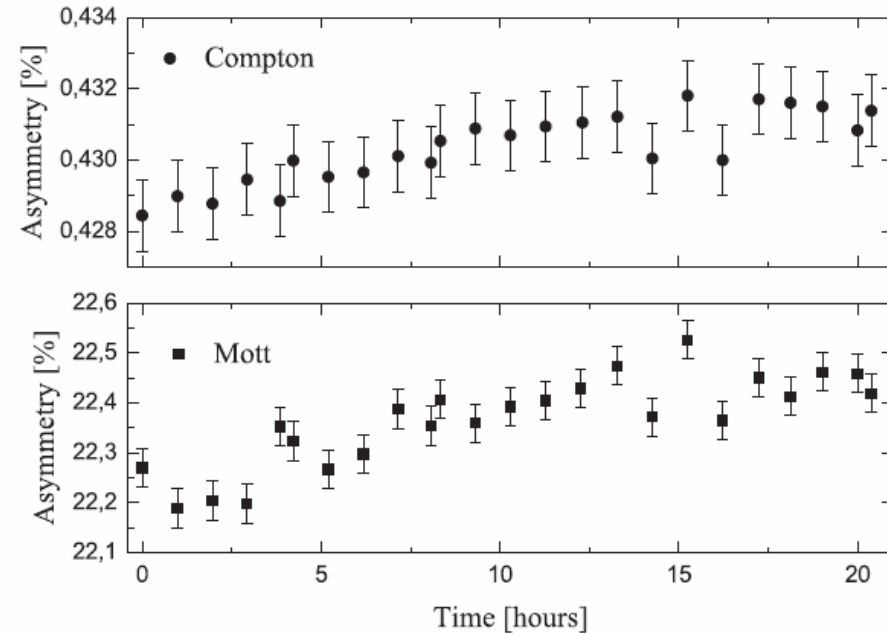 0,434
0,432
0,430
0,428
Asymmetry [%]
Compton
22,6
22,5
22,4
22,3
22,2
22,1
Asymmetry [%]
Mott
0 5 10 15 20
Time [hours]